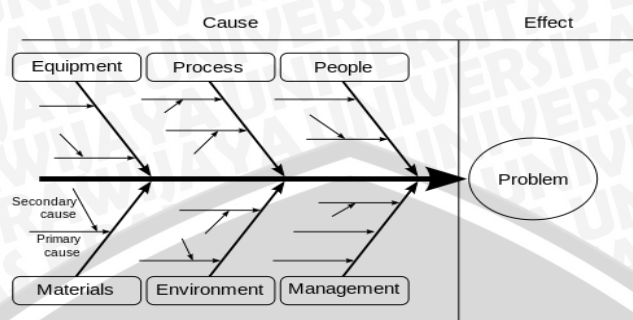 Cause
Effect
Equipment
Process
People
Problem
Secondary
cause
Primary
cause
Materials
Environment
Management